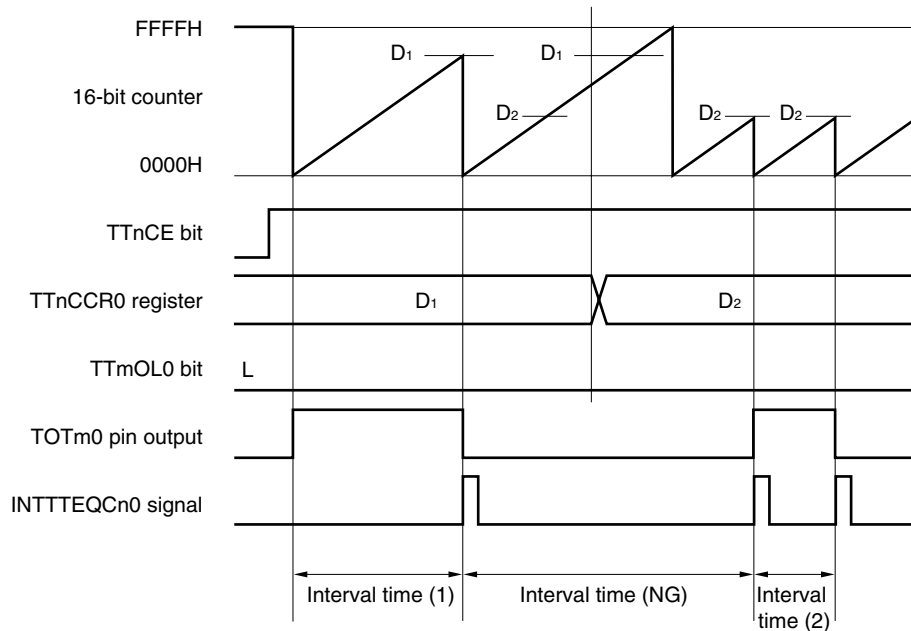 FFFFH
D1
D1
16-bit counter
D2
D2
D2
0000H
TTnCE bit
TTnCCR0 register
D1
D2
TTmOL0 bit
L
TOTm0 pin output
INTTTEQCn0 signal
Interval time (1)
Interval time (NG)
Interval
time (2)